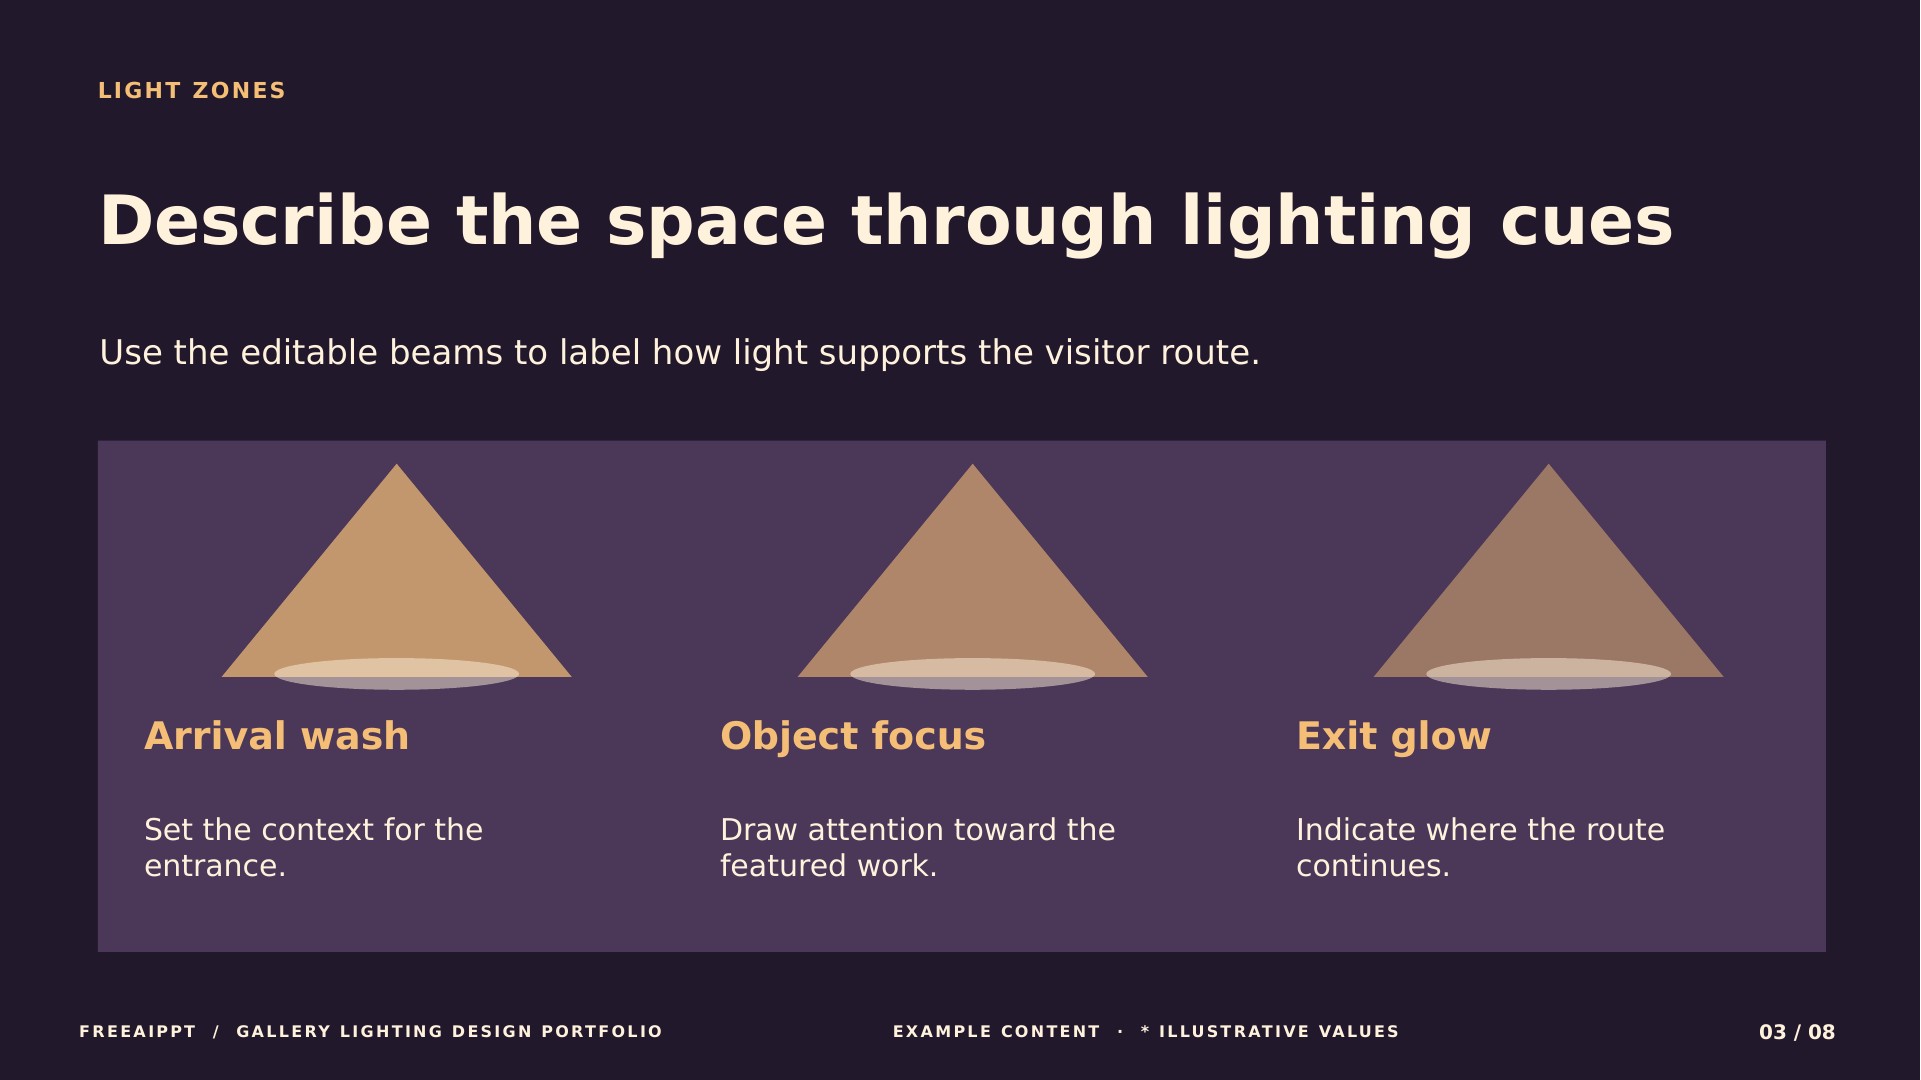 LIGHT ZONES
Describe the space through lighting cues
Use the editable beams to label how light supports the visitor route.
Arrival wash
Set the context for the
entrance.
Object focus
Draw attention toward the
featured work.
Exit glow
Indicate where the route
continues.
FREEAIPPT / GALLERY LIGHTING DESIGN PORTFOLIO
EXAMPLE CONTENT · * ILLUSTRATIVE VALUES
03 / 08